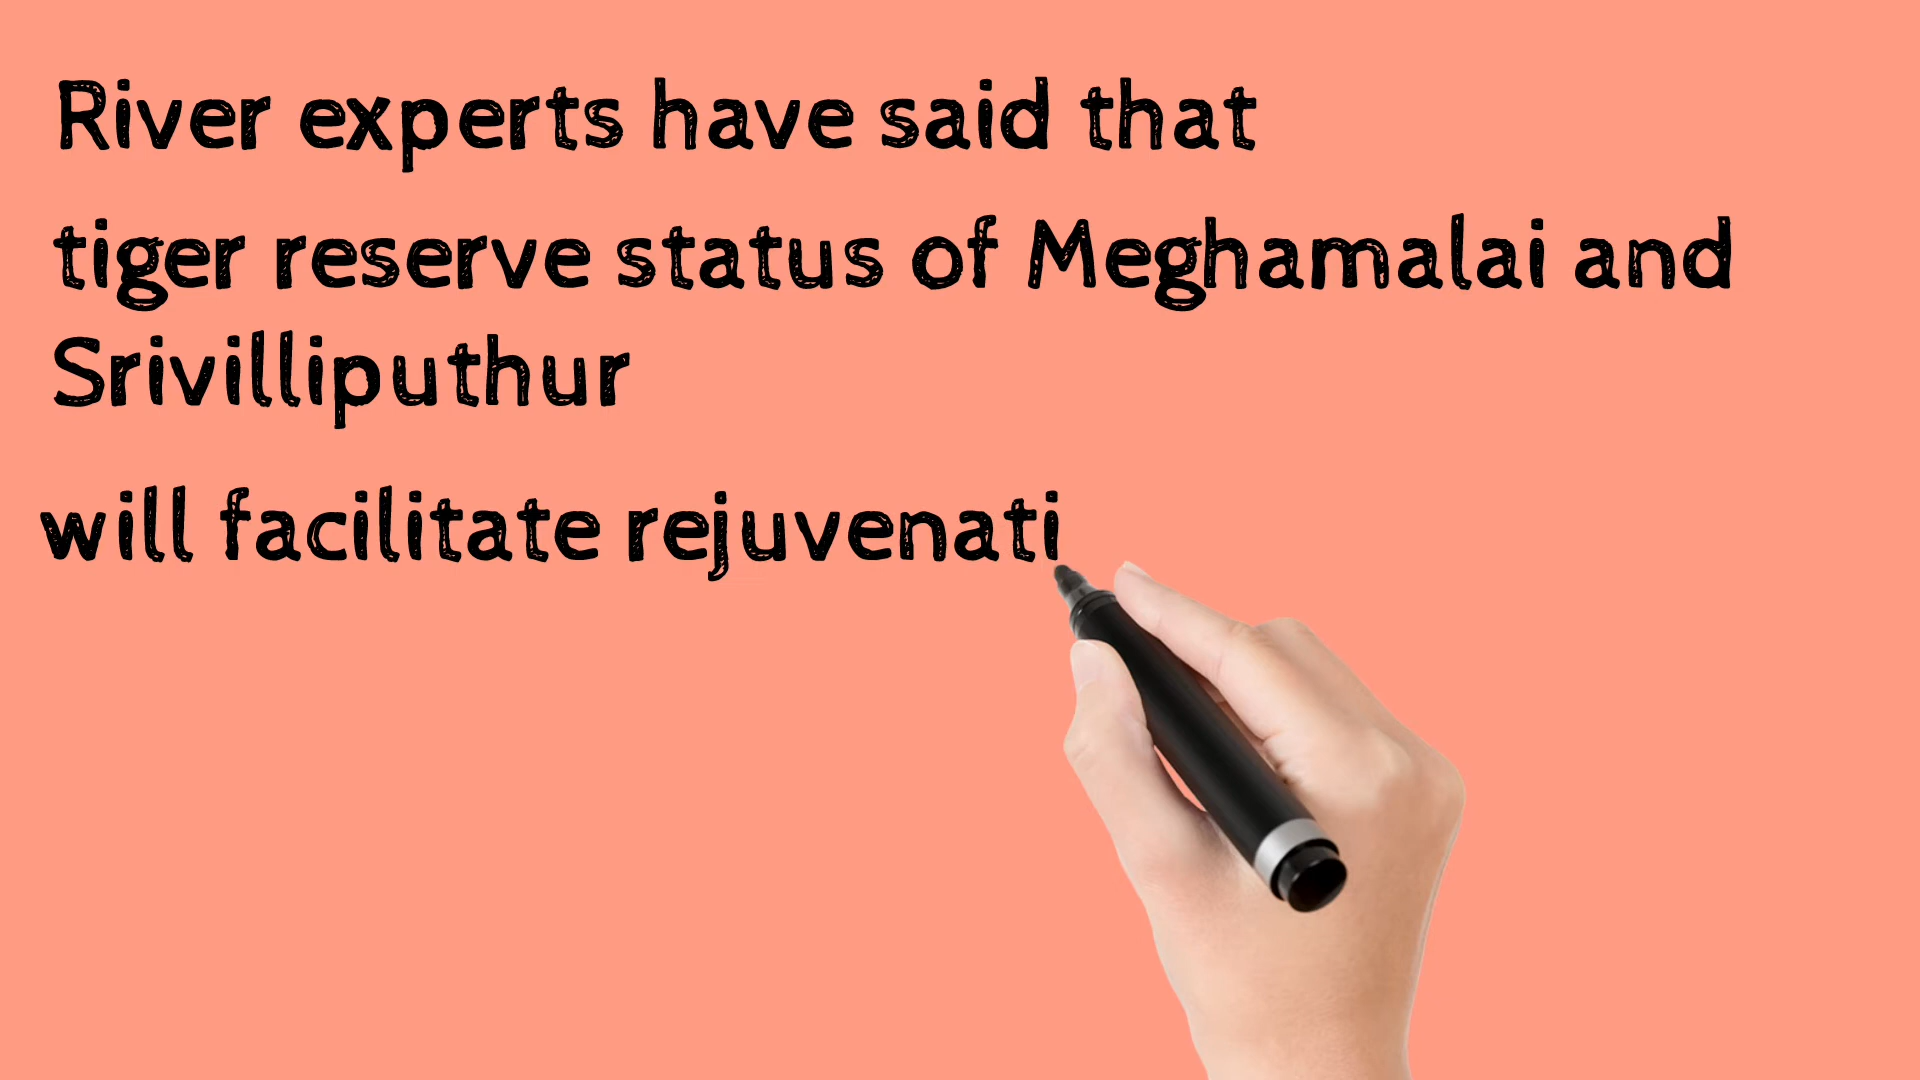 River experts have said that
tiger reserve status of Meghamalai and
Srivilliputhur
will facilitate rejuvenati